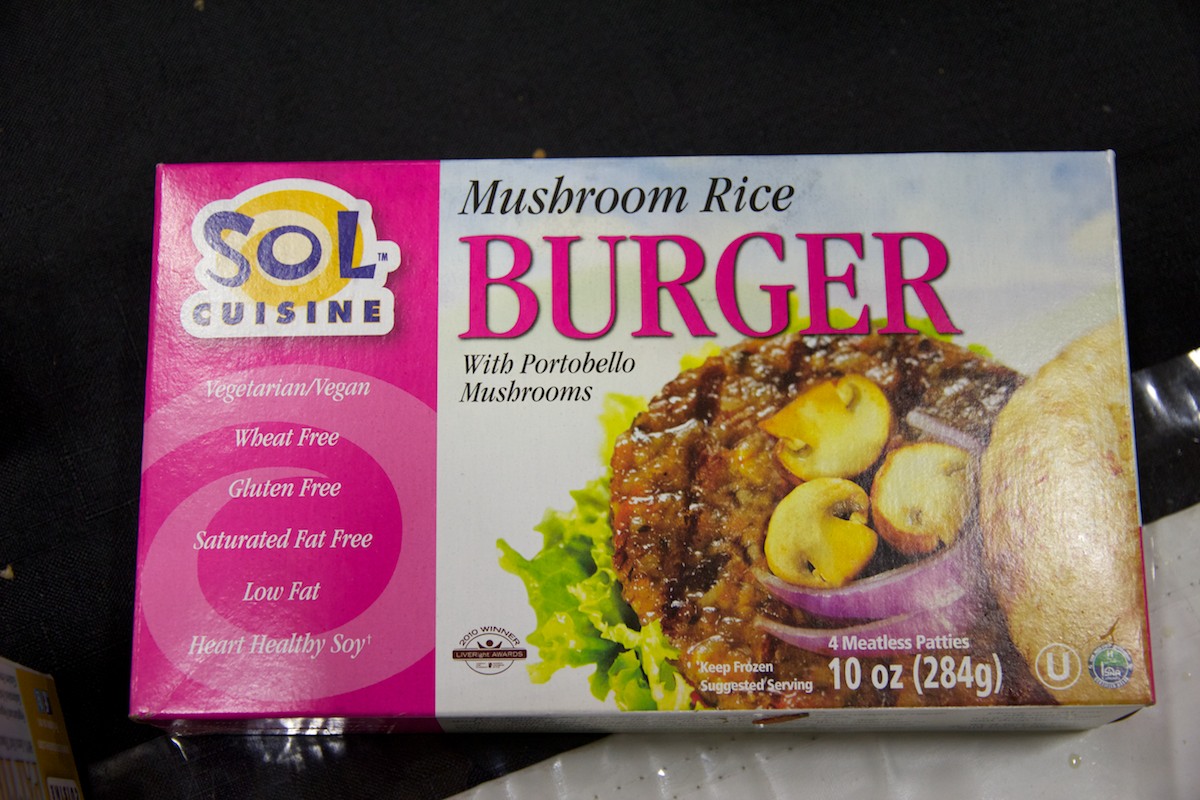 SOL™
CUISINE
Vegetarian/Vegan
Wheat Free
Gluten Free
Saturated Fat Free
Low Fat
Heart Healthy Soy†
Mushroom Rice
BURGER
With Portobello
Mushrooms
2010 WINNER
LIVERight AWARDS
4 Meatless Patties
10 oz (284g)
Keep Frozen
Suggested Serving
U